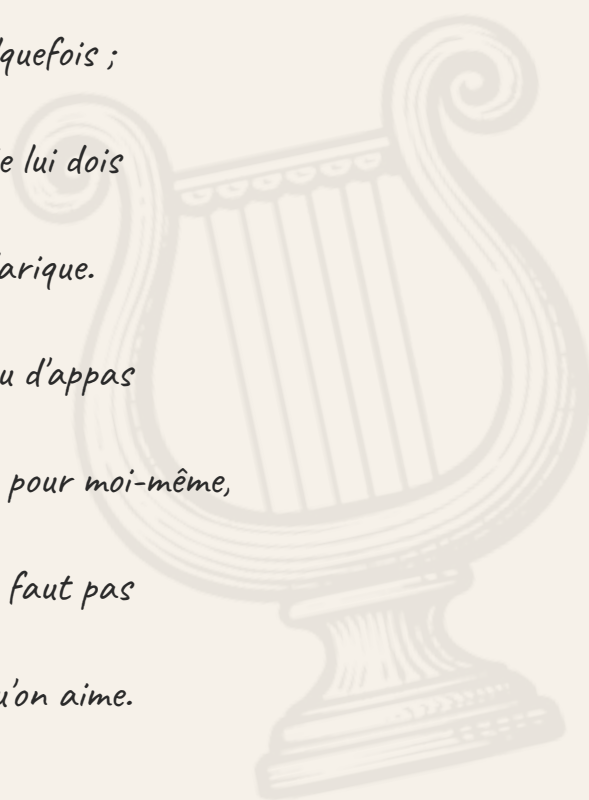 quefois ;
e lui dois
arique.
u d'appas
pour moi-même,
faut pas
u'on aime.